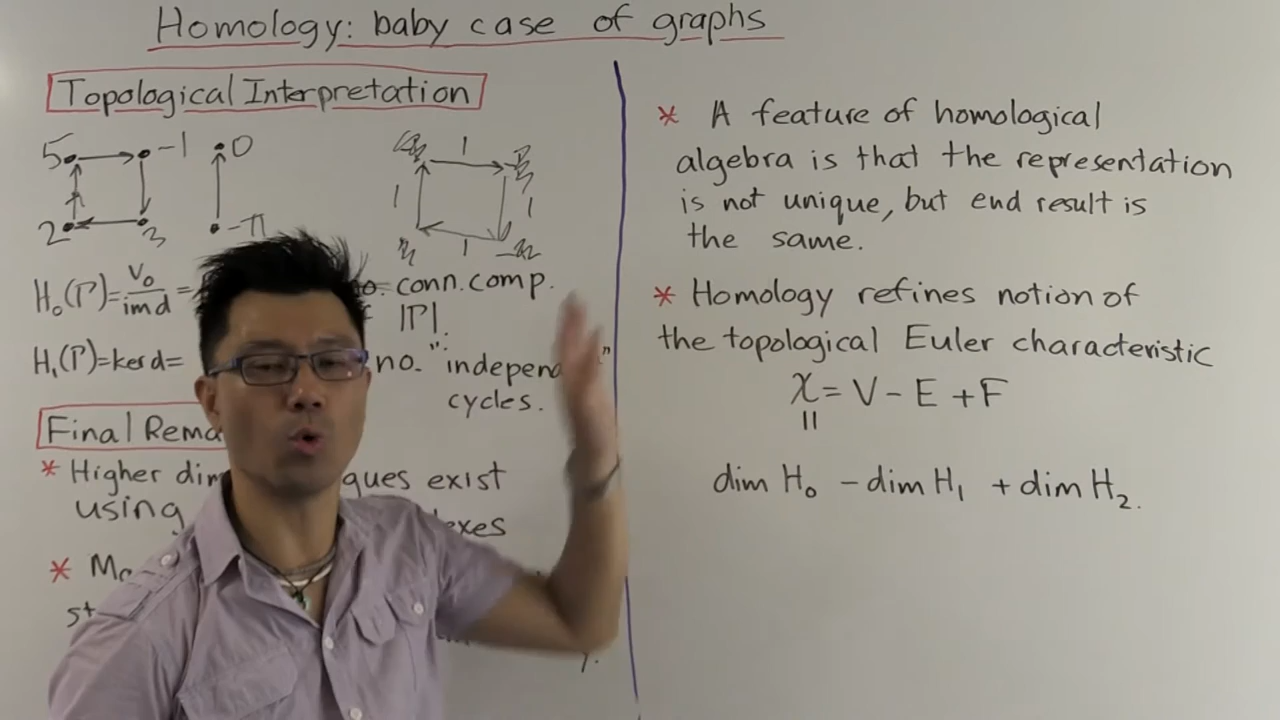 Homology: baby case of graphs
Topological Interpretation
5 -1 0
2 3 -π
1
1 1
1
H₀(Γ)=V₀/im d = no. conn. comp.
|Γ|.
H₁(Γ)=ker d= no. "independ "
cycles.
Final Rema
* Higher dim ques exist
using exes
*
st
* A feature of homological
algebra is that the representation
is not unique, but end result is
the same.
* Homology refines notion of
the topological Euler characteristic
χ = V - E + F
=
dim H₀ - dim H₁ + dim H₂.